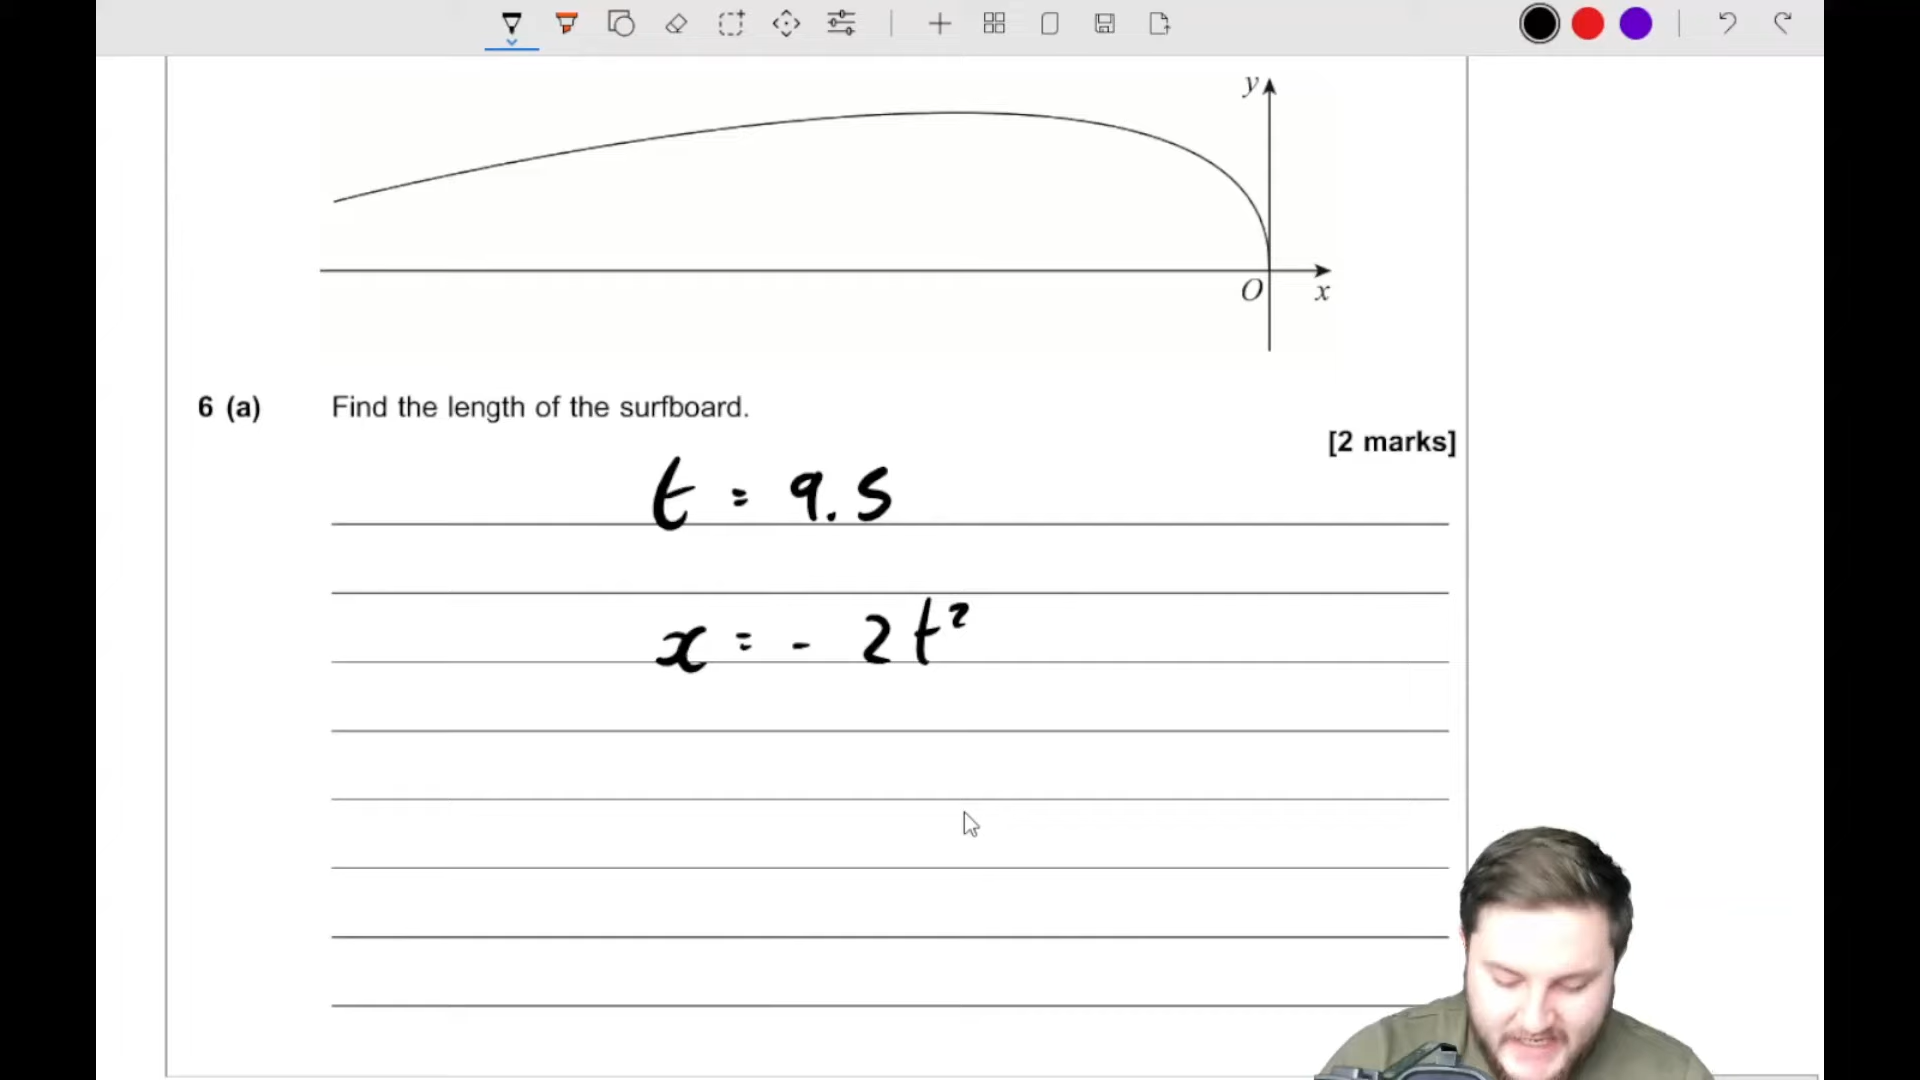 y
O
x
6 (a) Find the length of the surfboard.
[2 marks]
t = 9.5
x = - 2t²